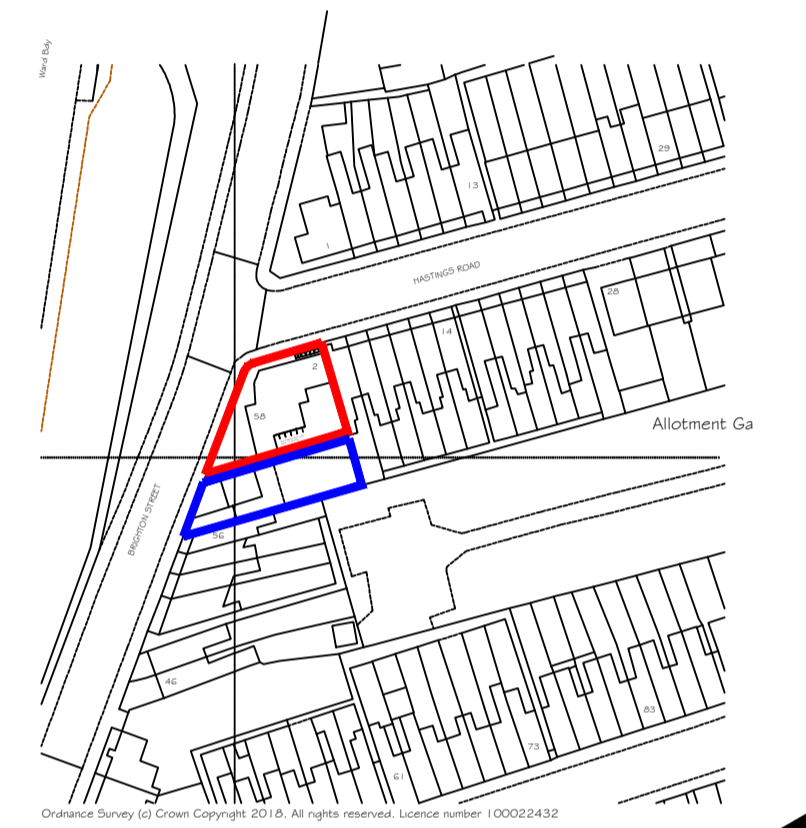 Ward Bdy
29
13
1
HASTINGS ROAD
28
14
2
58
Allotment Ga
BRIGHTON STREET
56
46
83
73
61
Ordnance Survey (c) Crown Copyright 2018. All rights reserved. Licence number 100022432